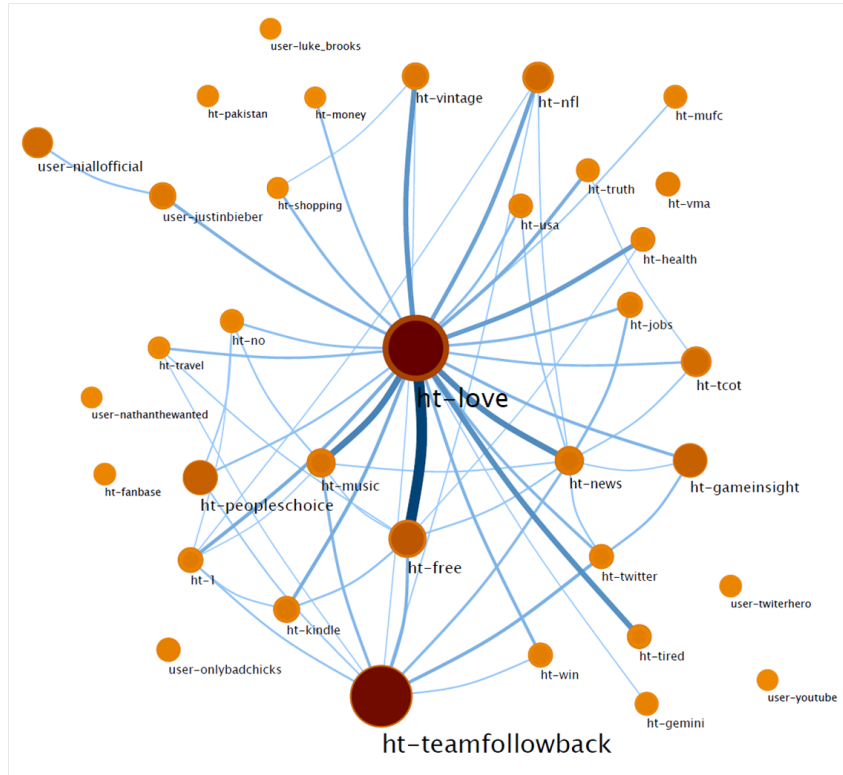 user-luke_brooks
ht-vintage
ht-nfl
ht-pakistan
ht-money
ht-mufc
user-niallofficial
ht-truth
ht-vma
ht-shopping
user-justinbieber
ht-usa
ht-health
ht-jobs
ht-no
ht-travel
ht-tcot
ht-love
user-nathanthewanted
ht-music
ht-news
ht-gameinsight
ht-fanbase
ht-peopleschoice
ht-free
ht-1
ht-twitter
user-twiterhero
ht-kindle
ht-tired
user-onlybadchicks
ht-win
user-youtube
ht-gemini
ht-teamfollowback